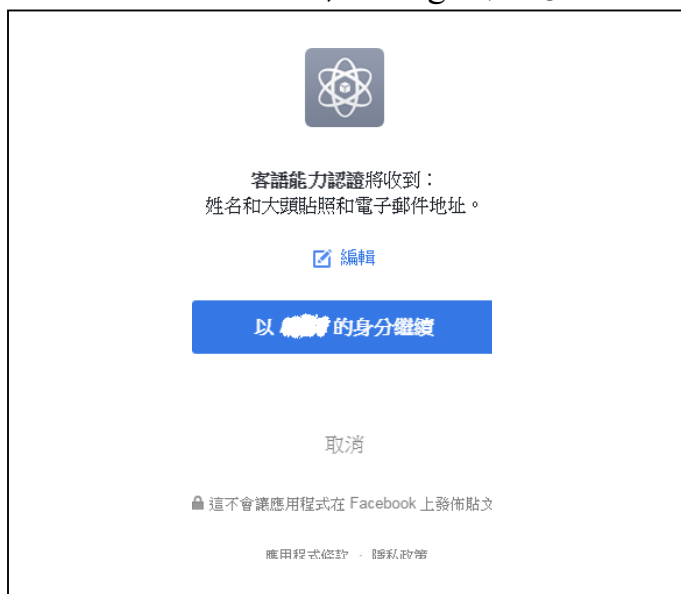 客語能力認證將收到：
姓名和大頭貼照和電子郵件地址。
編輯
以 的身分繼續
取消
這不會讓應用程式在 Facebook 上發佈貼文
應用程式條款 · 隱私政策